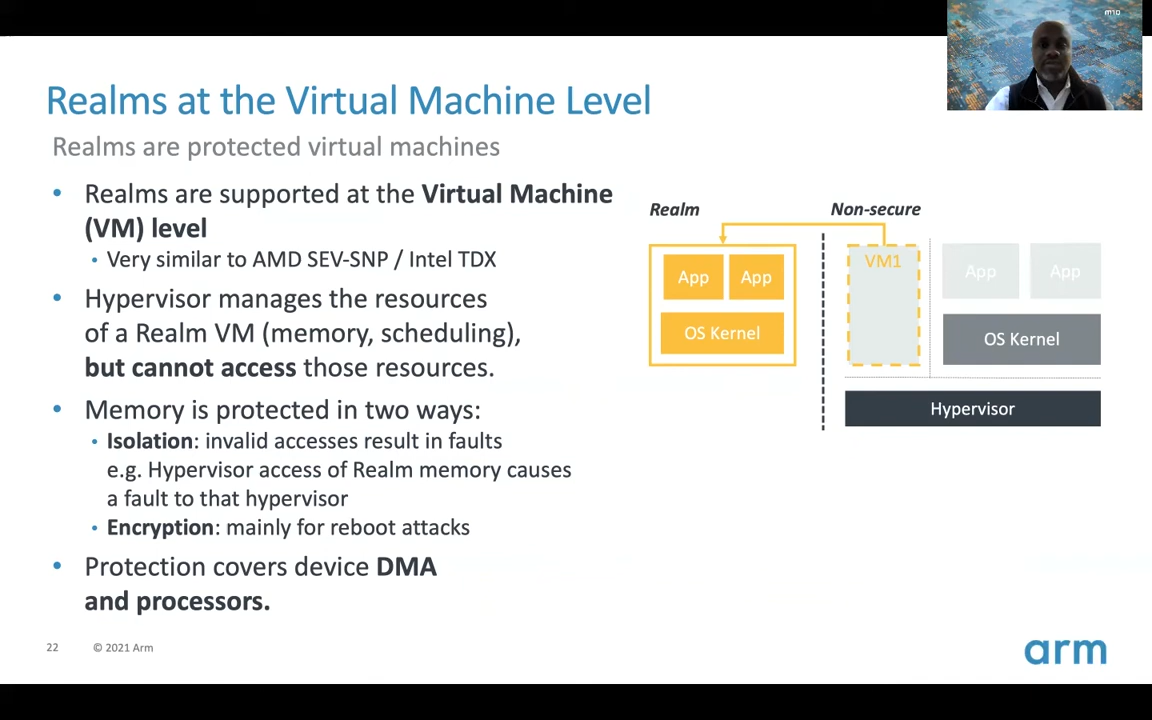 m10
Realms at the Virtual Machine Level
Realms are protected virtual machines
• Realms are supported at the Virtual Machine
(VM) level
• Very similar to AMD SEV-SNP / Intel TDX
• Hypervisor manages the resources
of a Realm VM (memory, scheduling),
but cannot access those resources.
• Memory is protected in two ways:
• Isolation: invalid accesses result in faults
e.g. Hypervisor access of Realm memory causes
a fault to that hypervisor
• Encryption: mainly for reboot attacks
• Protection covers device DMA
and processors.
Realm
Non-secure
App App
OS Kernel
VM1
App App
OS Kernel
Hypervisor
22 © 2021 Arm
arm